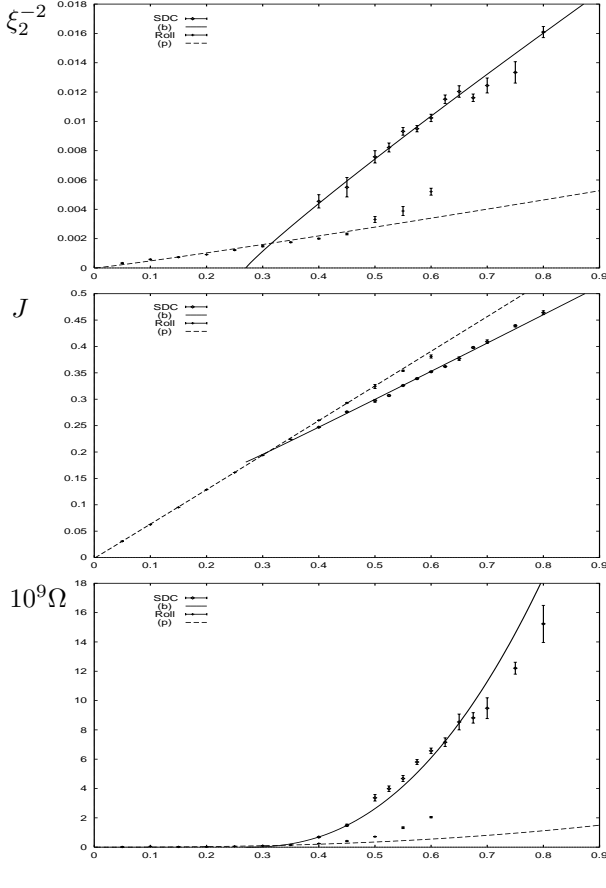 ξ₂⁻²
0.018
0.016
0.014
0.012
0.01
0.008
0.006
0.004
0.002
0
SDC
(b)
Roll
(p)
0 0.1 0.2 0.3 0.4 0.5 0.6 0.7 0.8 0.9
J
0.5
0.45
0.4
0.35
0.3
0.25
0.2
0.15
0.1
0.05
0
SDC
(b)
Roll
(p)
0 0.1 0.2 0.3 0.4 0.5 0.6 0.7 0.8 0.9
10⁹Ω
18
16
14
12
10
8
6
4
2
0
SDC
(b)
Roll
(p)
0 0.1 0.2 0.3 0.4 0.5 0.6 0.7 0.8 0.9